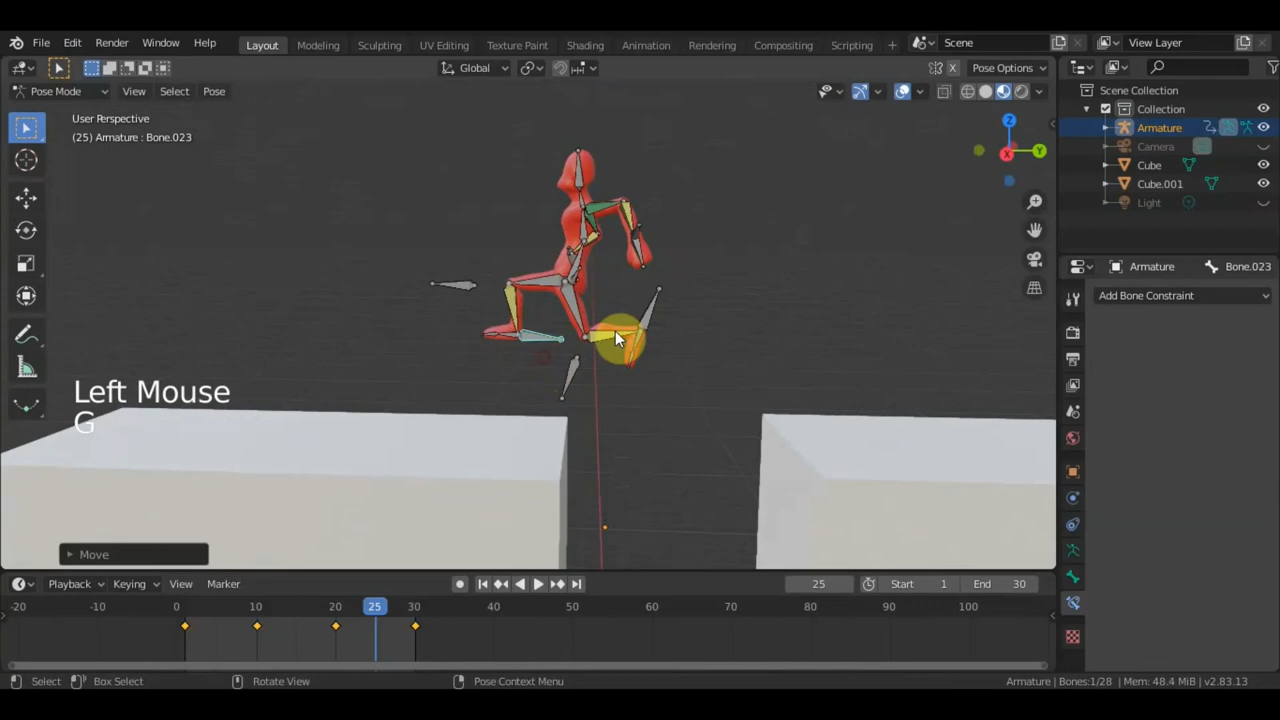 File Edit Render Window Help Layout Modeling Sculpting UV Editing Texture Paint Shading Animation Rendering Compositing Scripting + Scene View Layer
Global X Pose Options
Pose Mode View Select Pose
Scene Collection
User Perspective
(25) Armature : Bone.023
Z
Y
X
Collection
Armature
Camera
Cube
Cube.001
Light
Armature Bone.023
Add Bone Constraint
Left Mouse
G
Move
Playback Keying View Marker 25 Start 1 End 30
-20 -10 0 10 20 25 30 40 50 60 70 80 90 100
Select Box Select Rotate View Pose Context Menu Armature | Bones:1/28 | Mem: 48.4 MiB | v2.83.13